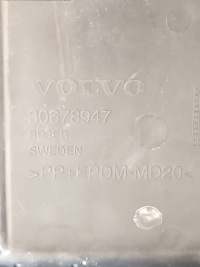 VOLVO
30678947
SWEDEN
>PP+EPDM-MD20<